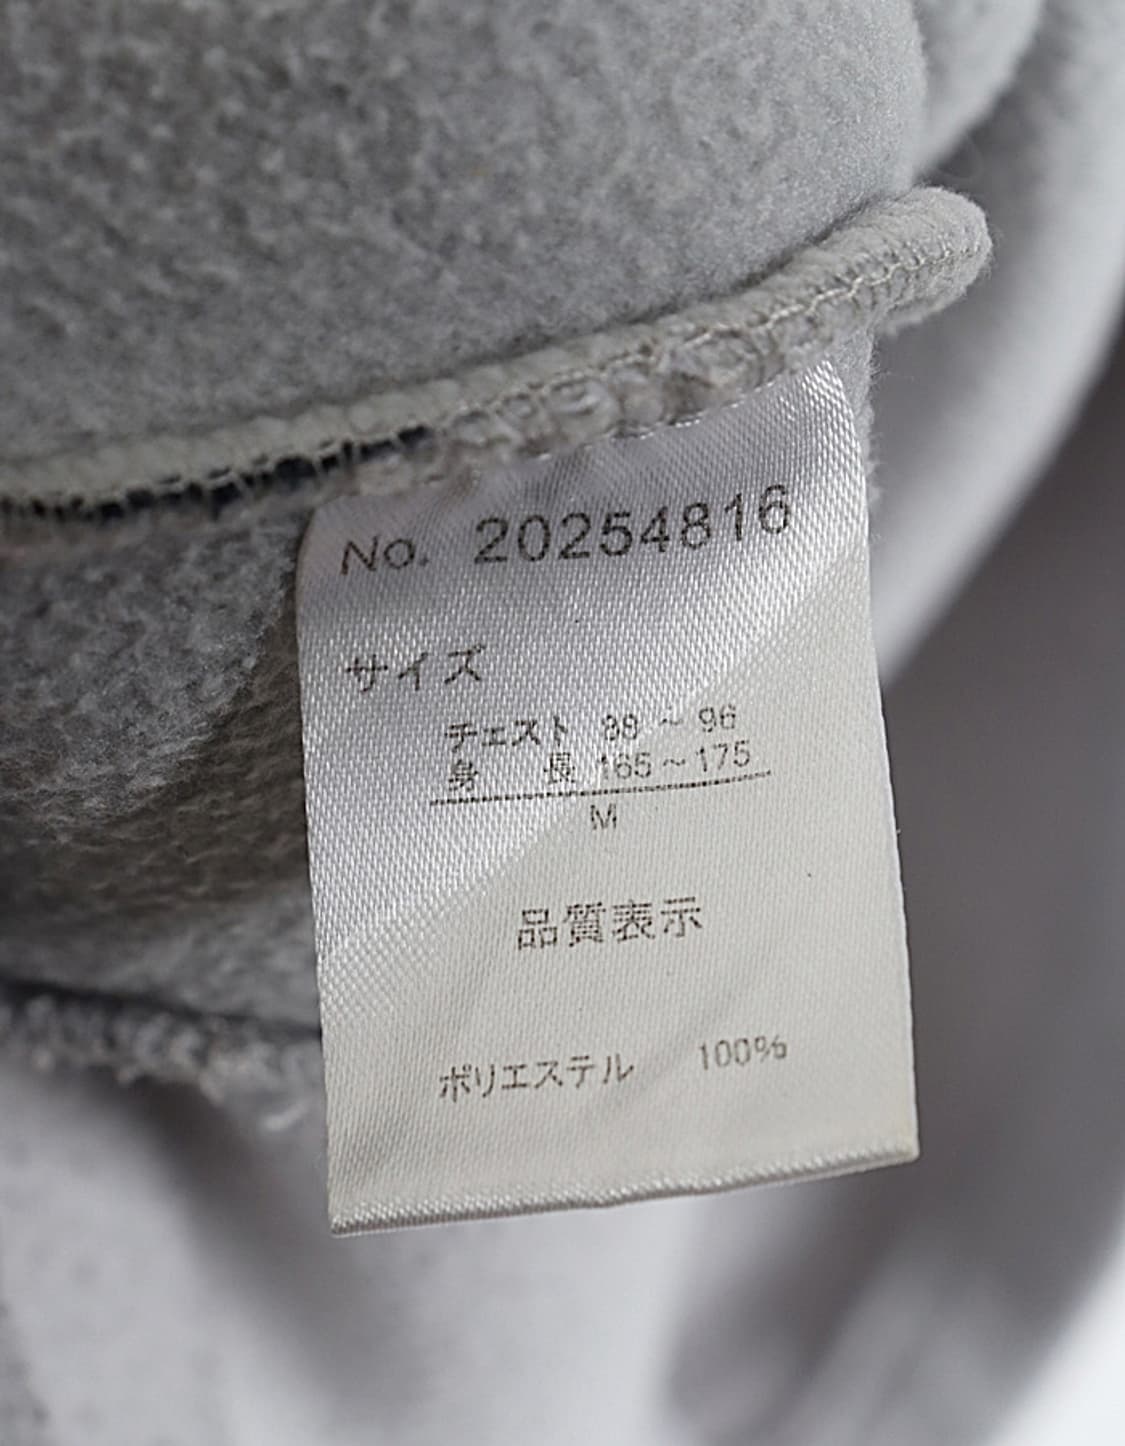 No. 20254816
サイズ
チェスト 88 ~ 96
身 長 165~175
M
品質表示
ポリエステル 100%